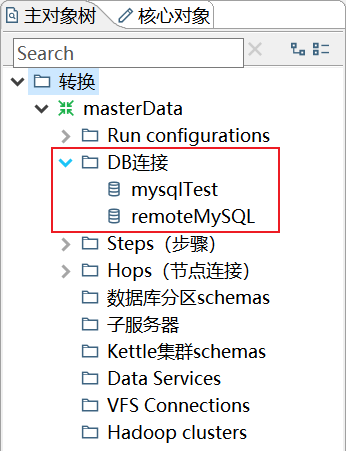 主对象树 核心对象
Search
转换
masterData
Run configurations
DB连接
mysqlTest
remoteMySQL
Steps（步骤）
Hops（节点连接）
数据库分区schemas
子服务器
Kettle集群schemas
Data Services
VFS Connections
Hadoop clusters